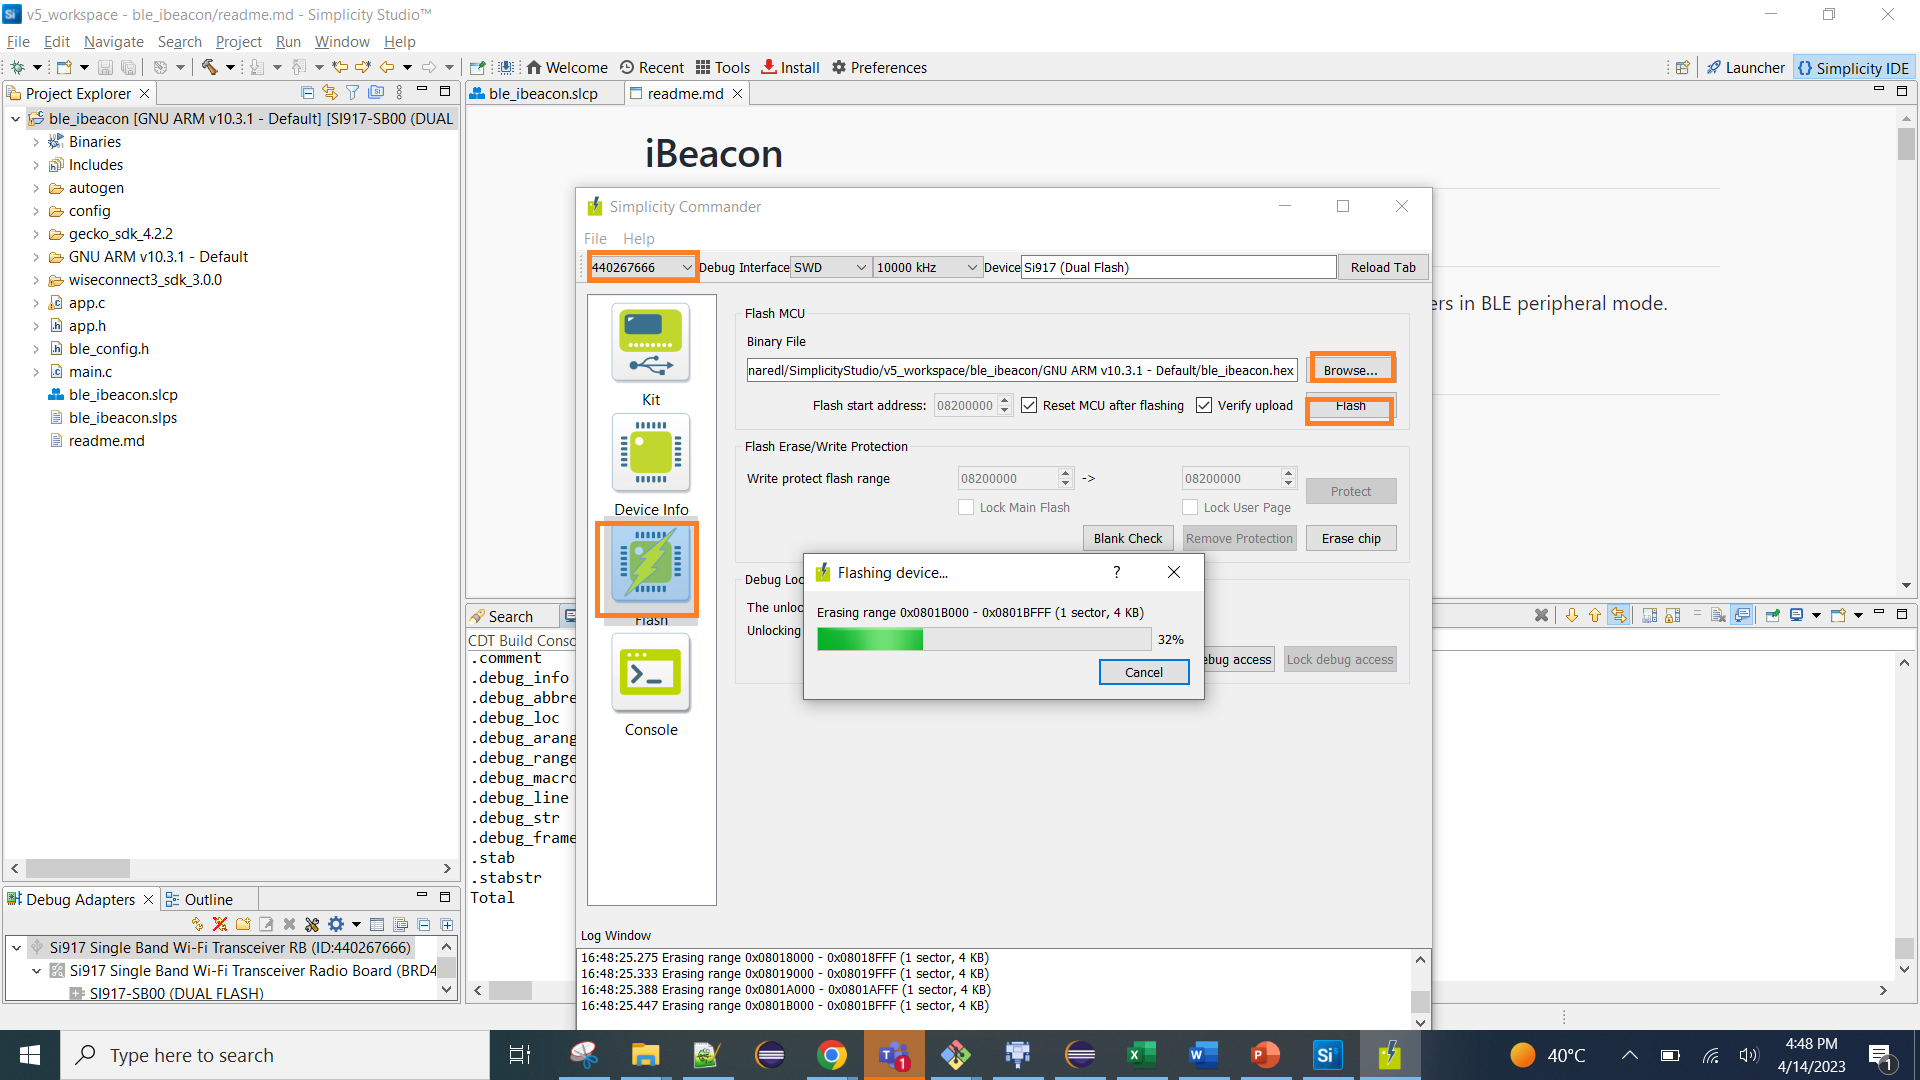 v5_workspace - ble_ibeacon/readme.md - Simplicity Studio™
File Edit Navigate Search Project Run Window Help
Welcome Recent Tools Install Preferences
Launcher {} Simplicity IDE
Project Explorer
ble_ibeacon.slcp readme.md
ble_ibeacon [GNU ARM v10.3.1 - Default] [SI917-SB00 (DUAL
Binaries
Includes
autogen
config
gecko_sdk_4.2.2
GNU ARM v10.3.1 - Default
wiseconnect3_sdk_3.0.0
app.c
app.h
ble_config.h
main.c
ble_ibeacon.slcp
ble_ibeacon.slps
readme.md
iBeacon
ers in BLE peripheral mode.
Simplicity Commander
File Help
440267666 Debug Interface SWD 10000 kHz Device Si917 (Dual Flash) Reload Tab
Kit
Device Info
Flash
Console
Flash MCU
Binary File
naredl/SimplicityStudio/v5_workspace/ble_ibeacon/GNU ARM v10.3.1 - Default/ble_ibeacon.hex Browse...
Flash start address: 08200000 Reset MCU after flashing Verify upload Flash
Flash Erase/Write Protection
Write protect flash range 08200000 -> 08200000 Protect
Lock Main Flash Lock User Page
Blank Check Remove Protection Erase chip
Debug Loc
The unloc
Unlocking
ebug access Lock debug access
Flashing device... ?
Erasing range 0x0801B000 - 0x0801BFFF (1 sector, 4 KB)
32%
Cancel
Search
CDT Build Conso
.comment
.debug_info
.debug_abbre
.debug_loc
.debug_arang
.debug_range
.debug_macro
.debug_line
.debug_str
.debug_frame
.stab
.stabstr
Total
Debug Adapters Outline
Si917 Single Band Wi-Fi Transceiver RB (ID:440267666)
Si917 Single Band Wi-Fi Transceiver Radio Board (BRD4
SI917-SB00 (DUAL FLASH)
Log Window
16:48:25.275 Erasing range 0x08018000 - 0x08018FFF (1 sector, 4 KB)
16:48:25.333 Erasing range 0x08019000 - 0x08019FFF (1 sector, 4 KB)
16:48:25.388 Erasing range 0x0801A000 - 0x0801AFFF (1 sector, 4 KB)
16:48:25.447 Erasing range 0x0801B000 - 0x0801BFFF (1 sector, 4 KB)
Type here to search
40°C
4:48 PM
4/14/2023
1